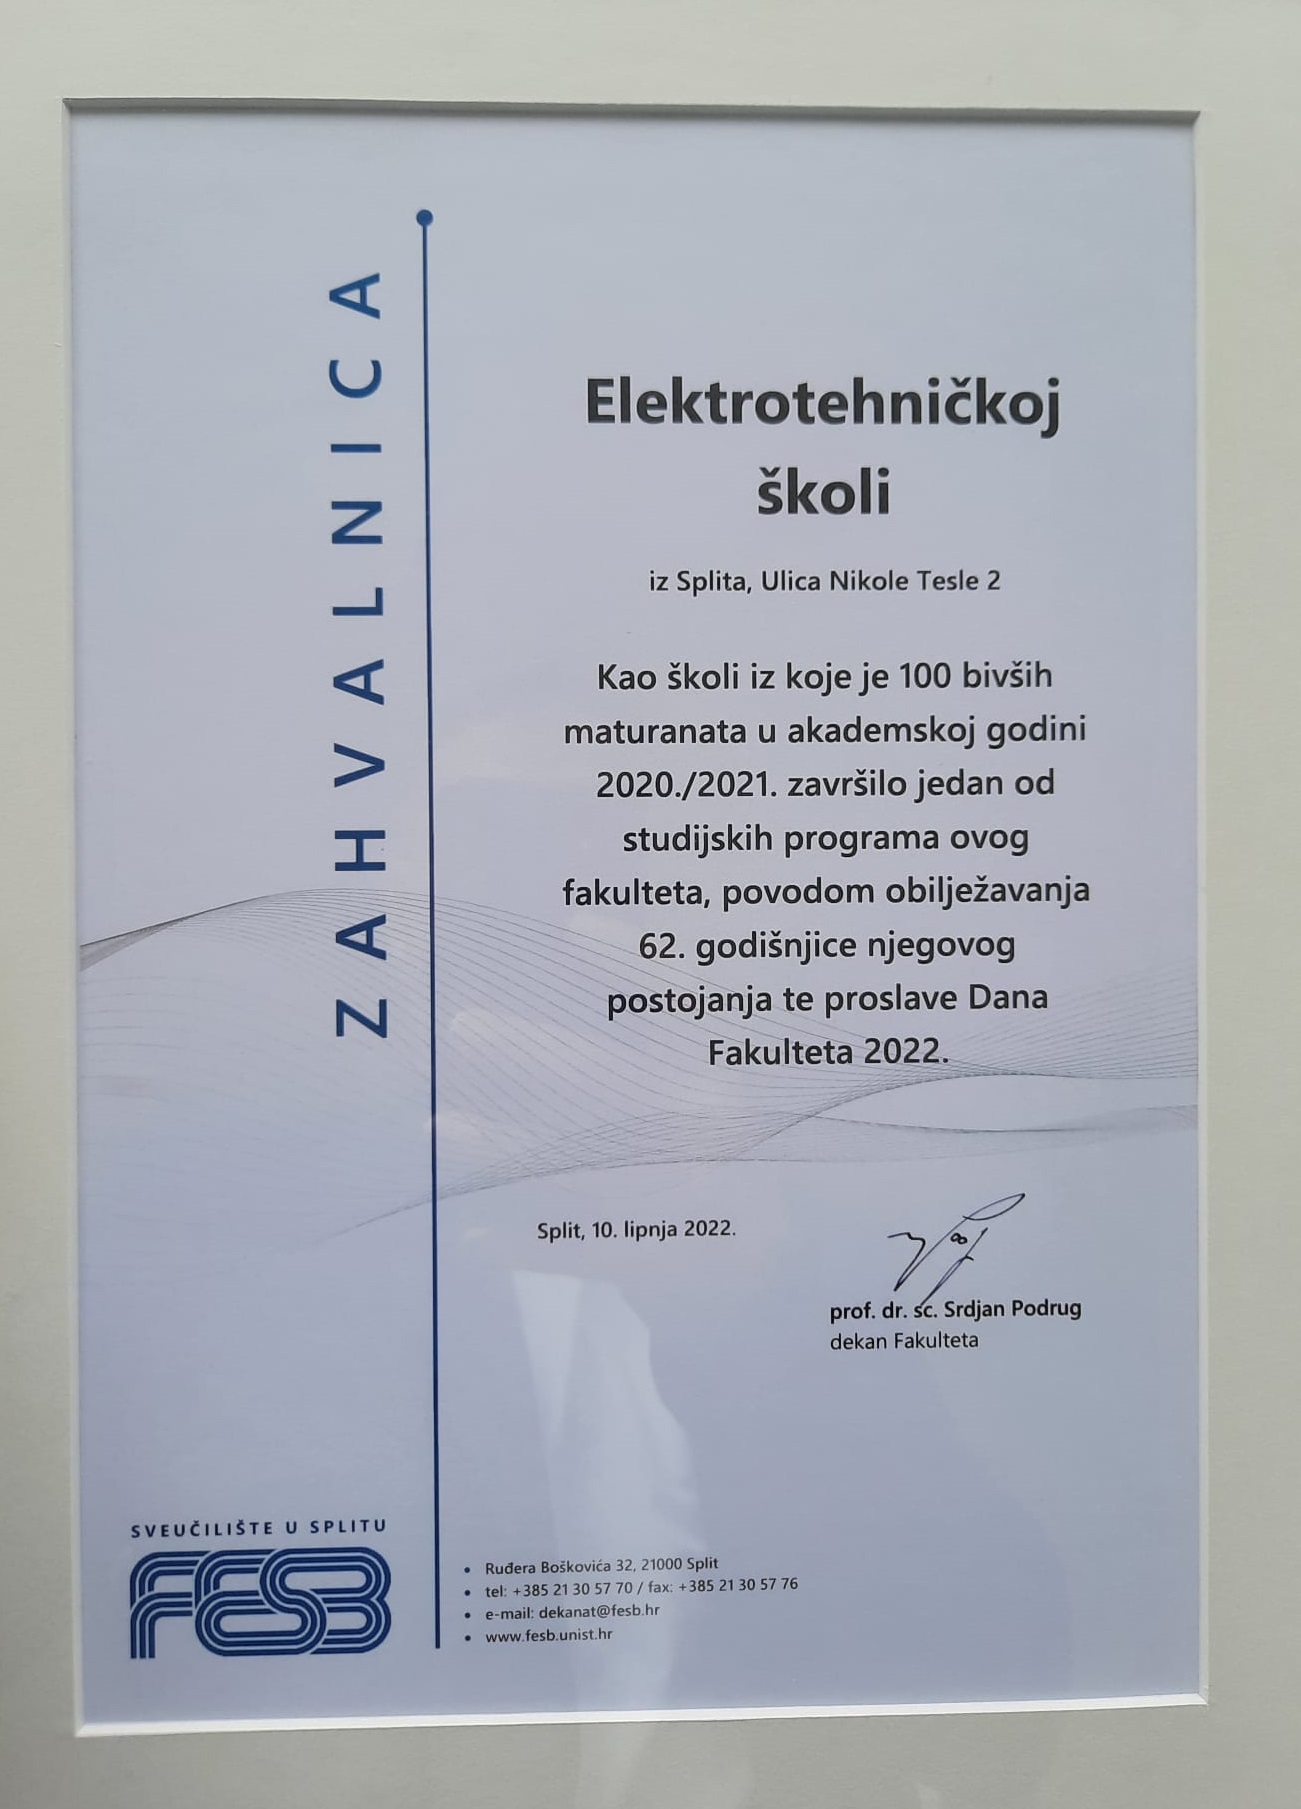 ZAHVALNICA
Elektrotehničkoj
školi
iz Splita, Ulica Nikole Tesle 2
Kao školi iz koje je 100 bivših
maturanata u akademskoj godini
2020./2021. završilo jedan od
studijskih programa ovog
fakulteta, povodom obilježavanja
62. godišnjice njegovog
postojanja te proslave Dana
Fakulteta 2022.
Split, 10. lipnja 2022.
prof. dr. sc. Srdjan Podrug
dekan Fakulteta
SVEUČILIŠTE U SPLITU
FESB
• Ruđera Boškovića 32, 21000 Split
• tel: +385 21 30 57 70 / fax: +385 21 30 57 76
• e-mail: dekanat@fesb.hr
• www.fesb.unist.hr